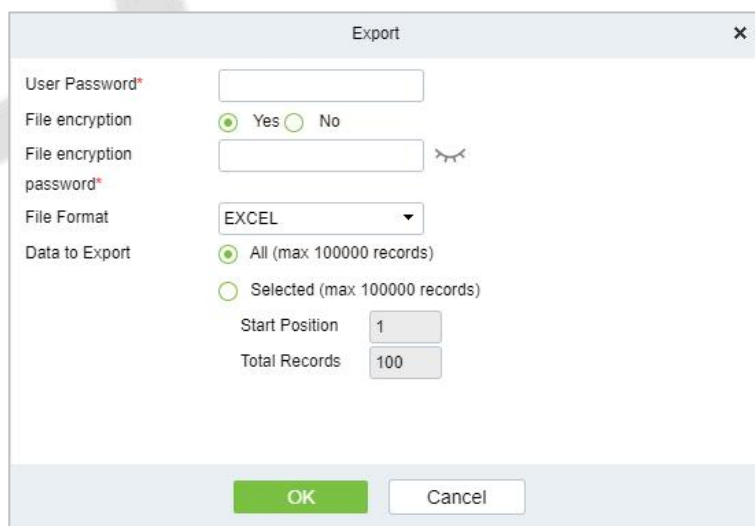 Export
User Password*
File encryption Yes No
File encryption
password*
File Format EXCEL
Data to Export All (max 100000 records)
Selected (max 100000 records)
Start Position 1
Total Records 100
OK Cancel